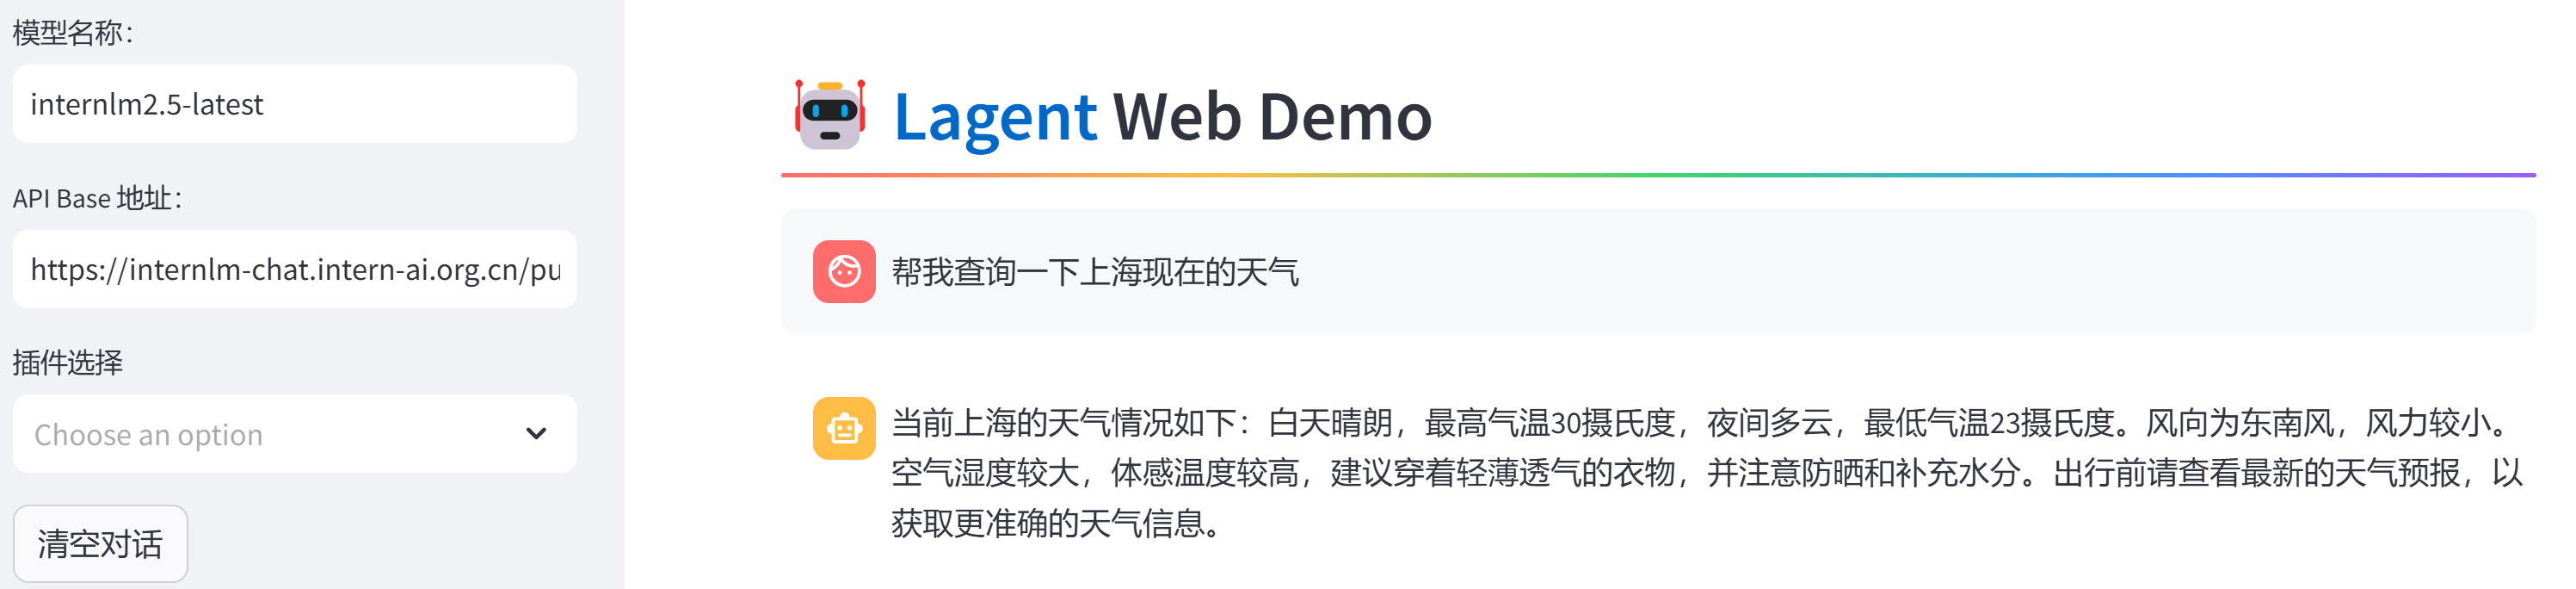 模型名称：
internlm2.5-latest
API Base 地址：
https://internlm-chat.intern-ai.org.cn/pu
插件选择
Choose an option
清空对话
Lagent Web Demo
帮我查询一下上海现在的天气
当前上海的天气情况如下：白天晴朗，最高气温30摄氏度，夜间多云，最低气温23摄氏度。风向为东南风，风力较小。
空气湿度较大，体感温度较高，建议穿着轻薄透气的衣物，并注意防晒和补充水分。出行前请查看最新的天气预报，以
获取更准确的天气信息。